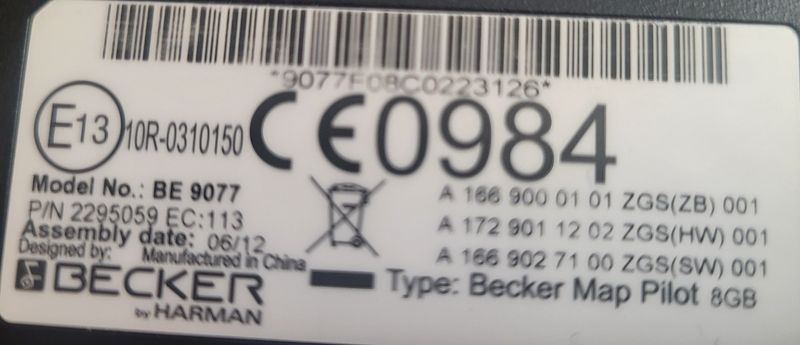 *9077F08C0223126*
E13 10R-0310150 CE0984
Model No.: BE 9077
P/N 2295059 EC:113
Assembly date: 06/12
Designed by: Manufactured in China
BECKER
by HARMAN
A 166 900 01 01 ZGS(ZB) 001
A 172 901 12 02 ZGS(HW) 001
A 166 902 71 00 ZGS(SW) 001
Type: Becker Map Pilot 8GB